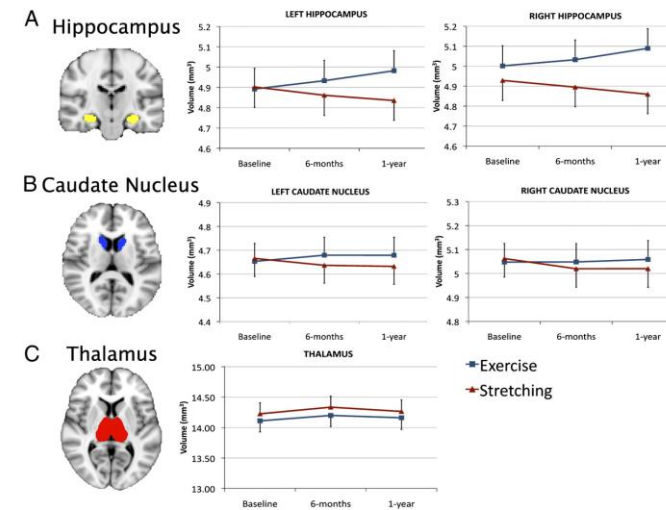 A Hippocampus
LEFT HIPPOCAMPUS
Volume (mm³)
5.2
5.1
5
4.9
4.8
4.7
4.6
Baseline 6-months 1-year
RIGHT HIPPOCAMPUS
Volume (mm³)
5.2
5.1
5
4.9
4.8
4.7
4.6
Baseline 6-months 1-year
B Caudate Nucleus
LEFT CAUDATE NUCLEUS
Volume (mm³)
4.9
4.8
4.7
4.6
4.5
4.4
Baseline 6-months 1-year
RIGHT CAUDATE NUCLEUS
Volume (mm³)
5.3
5.2
5.1
5
4.9
4.8
Baseline 6-months 1-year
C Thalamus
THALAMUS
Volume (mm³)
15.00
14.50
14.00
13.50
13.00
Baseline 6-months 1-year
Exercise
Stretching